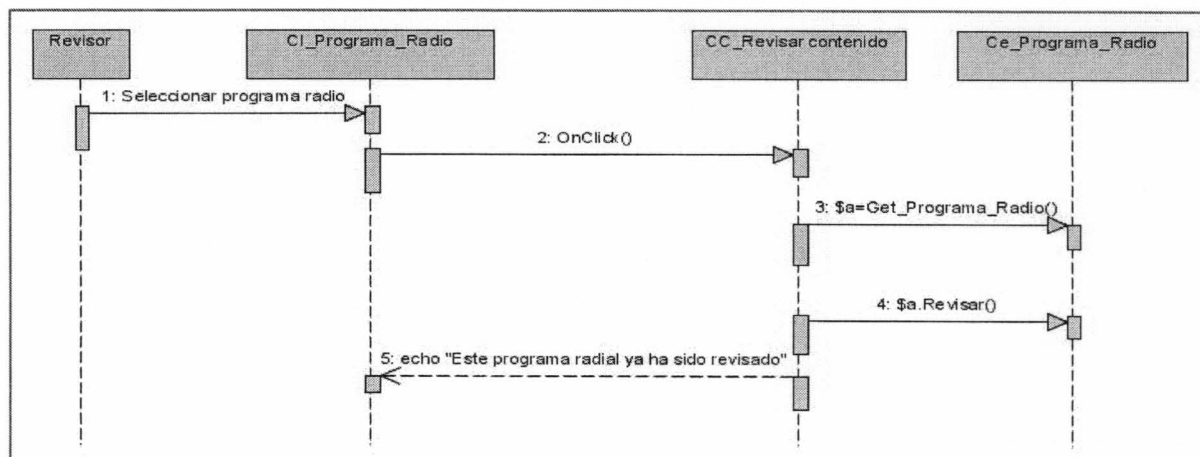 Revisor
CI_Programa_Radio
CC_Revisar contenido
Ce_Programa_Radio
1: Seleccionar programa radio
2: OnClick()
3: $a=Get_Programa_Radio()
4: $a.Revisar()
5: echo "Este programa radial ya ha sido revisado"